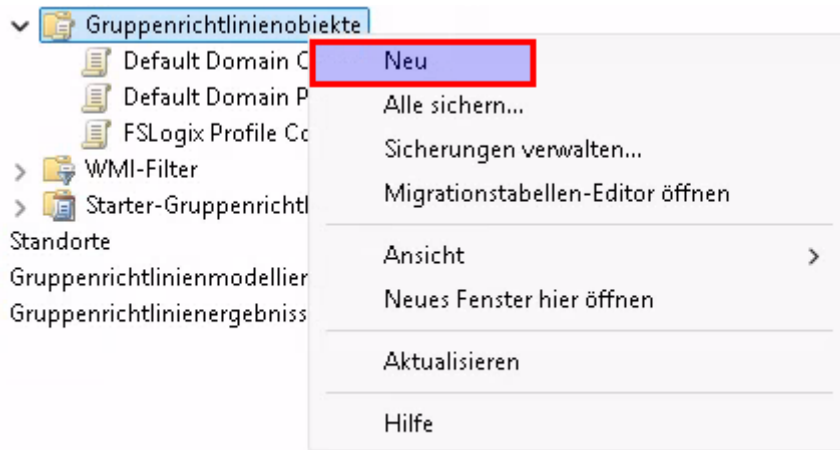 Gruppenrichtlinienobjekte
Default Domain C
Default Domain P
FSLogix Profile Co
WMI-Filter
Starter-Gruppenrichtl
Standorte
Gruppenrichtlinienmodellier
Gruppenrichtlinienergebniss
Neu
Alle sichern...
Sicherungen verwalten...
Migrationstabellen-Editor öffnen
Ansicht
Neues Fenster hier öffnen
Aktualisieren
Hilfe